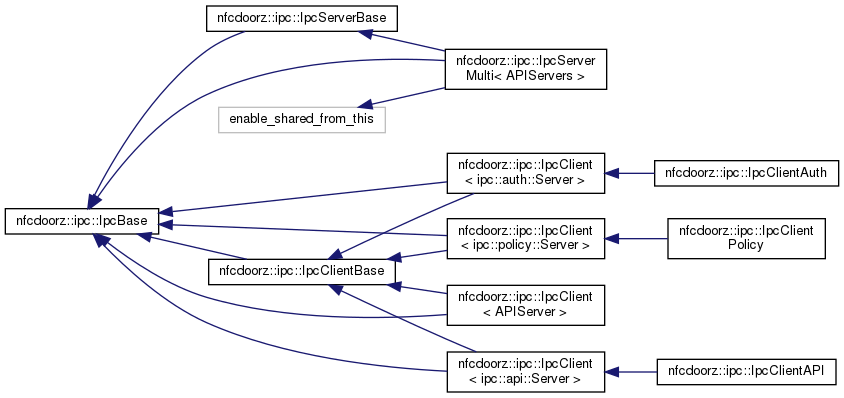 nfcdoorz::ipc::IpcServerBase
nfcdoorz::ipc::IpcServer
Multi< APIServers >
enable_shared_from_this
nfcdoorz::ipc::IpcClient
< ipc::auth::Server >
nfcdoorz::ipc::IpcClientAuth
nfcdoorz::ipc::IpcBase
nfcdoorz::ipc::IpcClient
< ipc::policy::Server >
nfcdoorz::ipc::IpcClient
Policy
nfcdoorz::ipc::IpcClientBase
nfcdoorz::ipc::IpcClient
< APIServer >
nfcdoorz::ipc::IpcClient
< ipc::api::Server >
nfcdoorz::ipc::IpcClientAPI